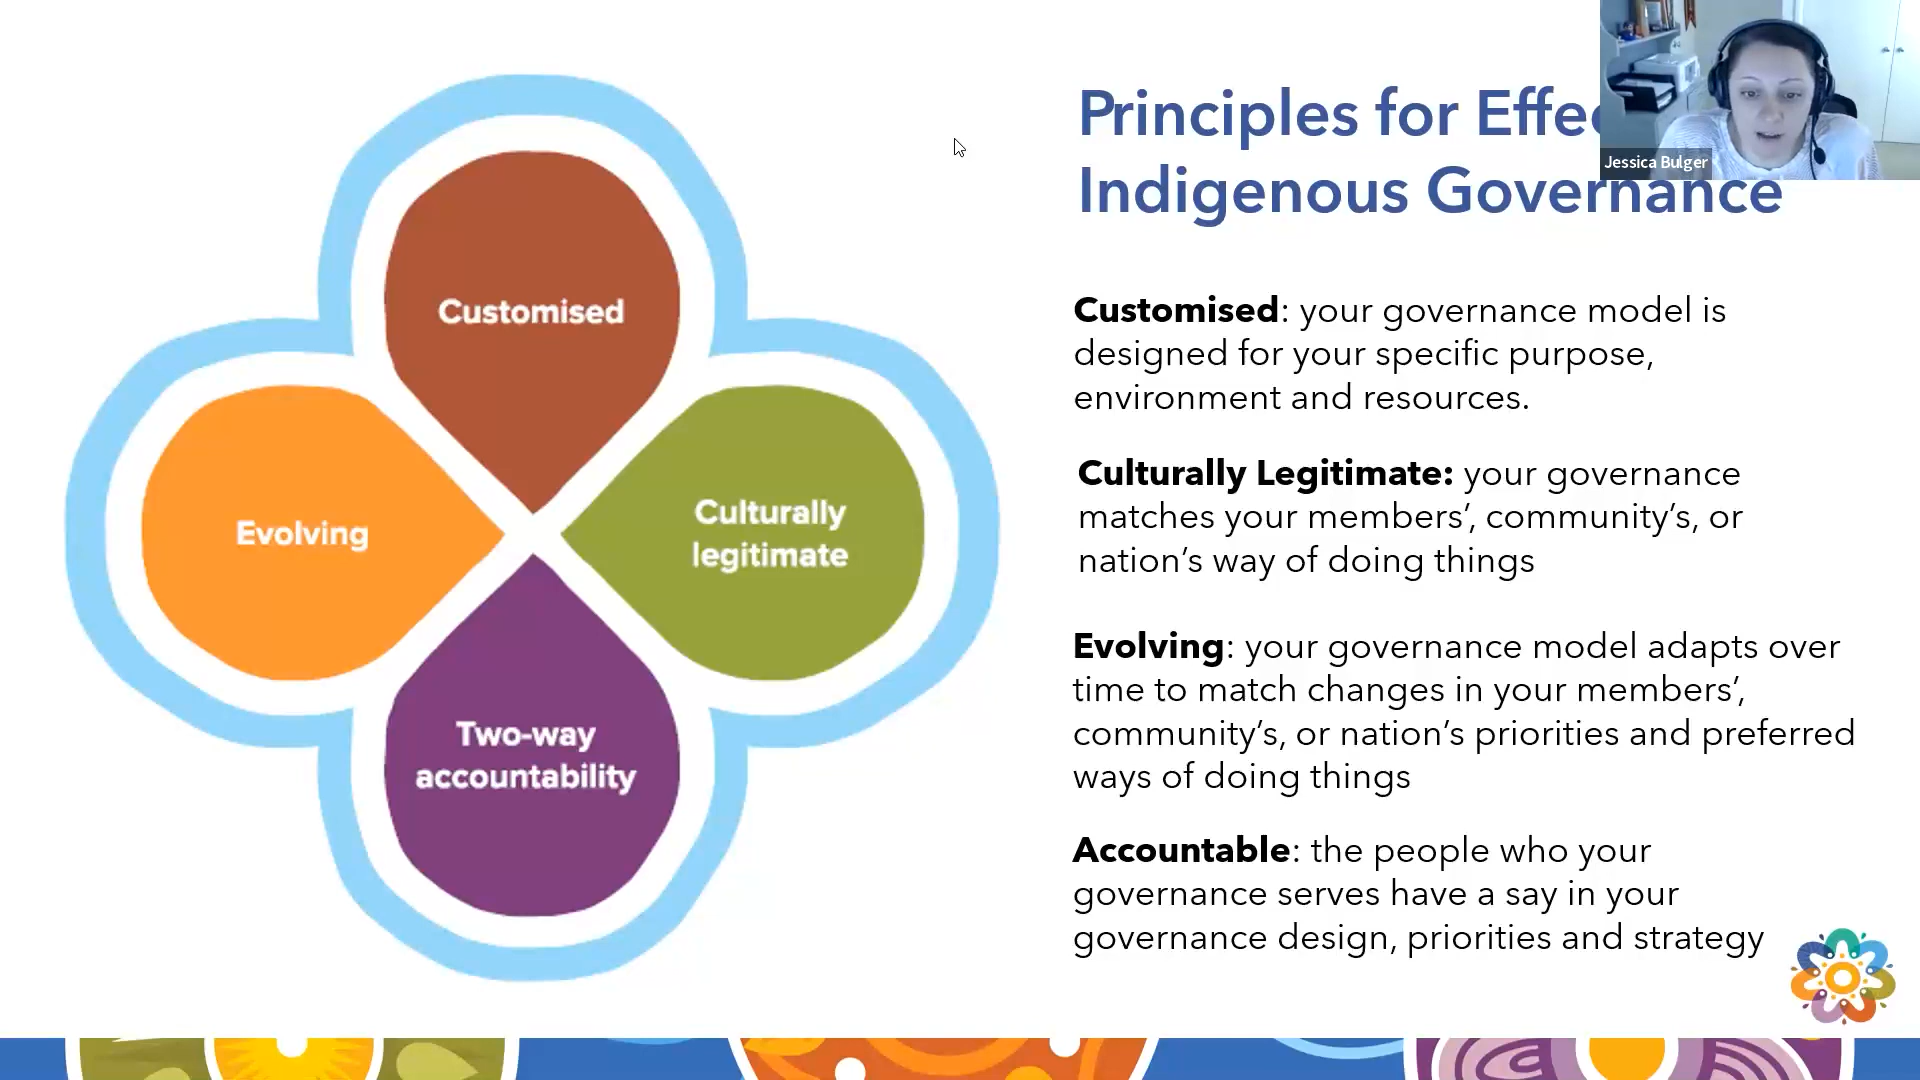 Principles for Effec
Indigenous Governance
Jessica Bulger
Customised
Culturally
legitimate
Evolving
Two-way
accountability
Customised: your governance model is
designed for your specific purpose,
environment and resources.
Culturally Legitimate: your governance
matches your members’, community’s, or
nation’s way of doing things
Evolving: your governance model adapts over
time to match changes in your members’,
community’s, or nation’s priorities and preferred
ways of doing things
Accountable: the people who your
governance serves have a say in your
governance design, priorities and strategy